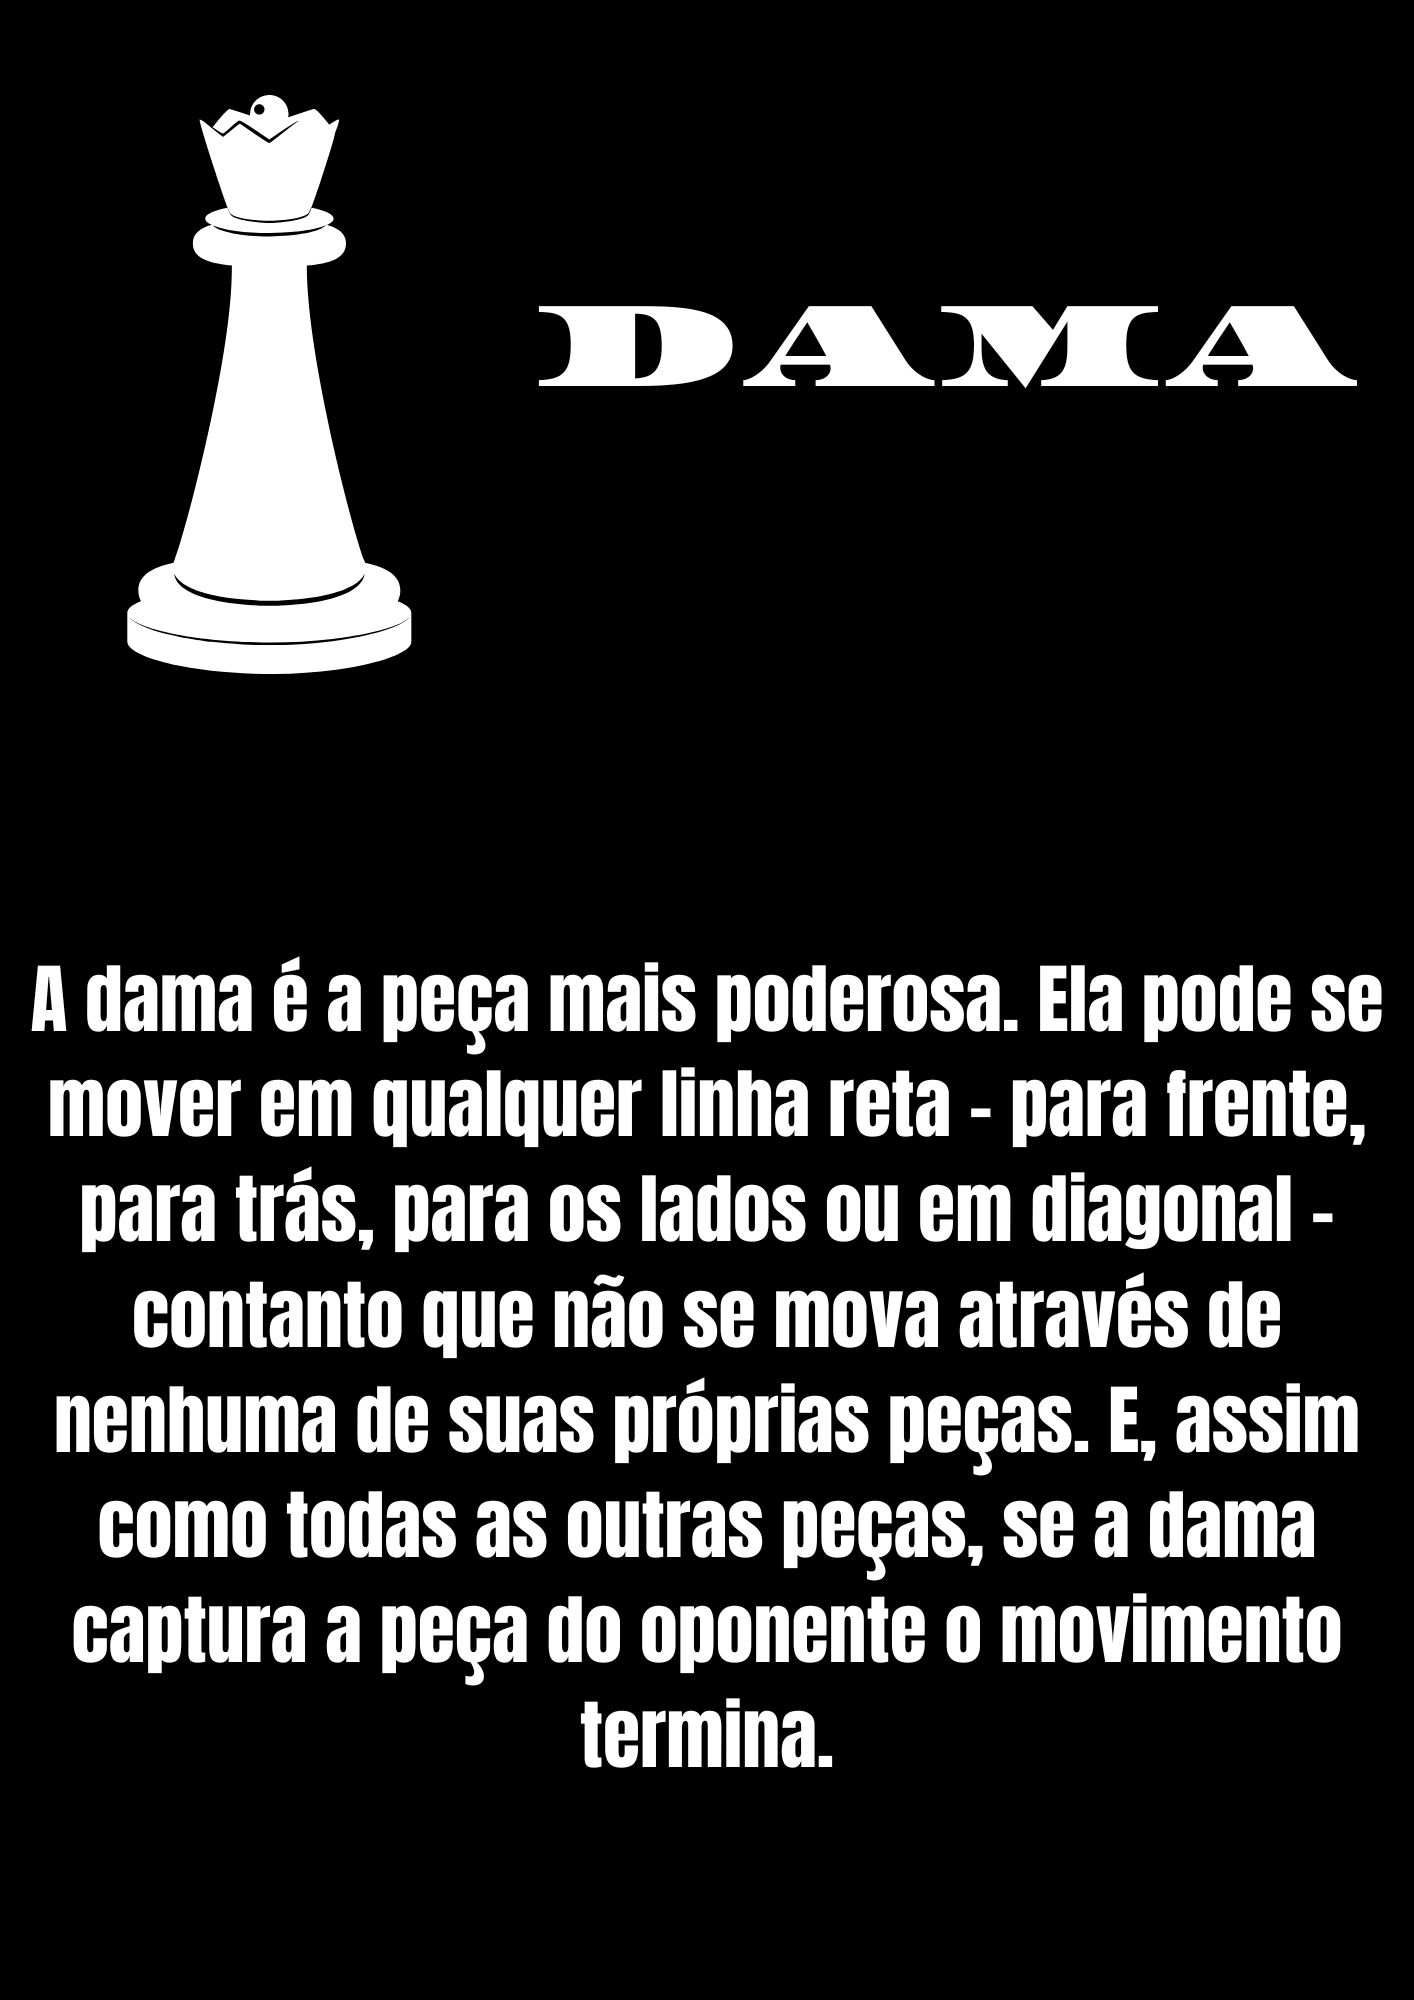 DAMA
A dama é a peça mais poderosa. Ela pode se
mover em qualquer linha reta - para frente,
para trás, para os lados ou em diagonal -
contanto que não se mova através de
nenhuma de suas próprias peças. E, assim
como todas as outras peças, se a dama
captura a peça do oponente o movimento
termina.